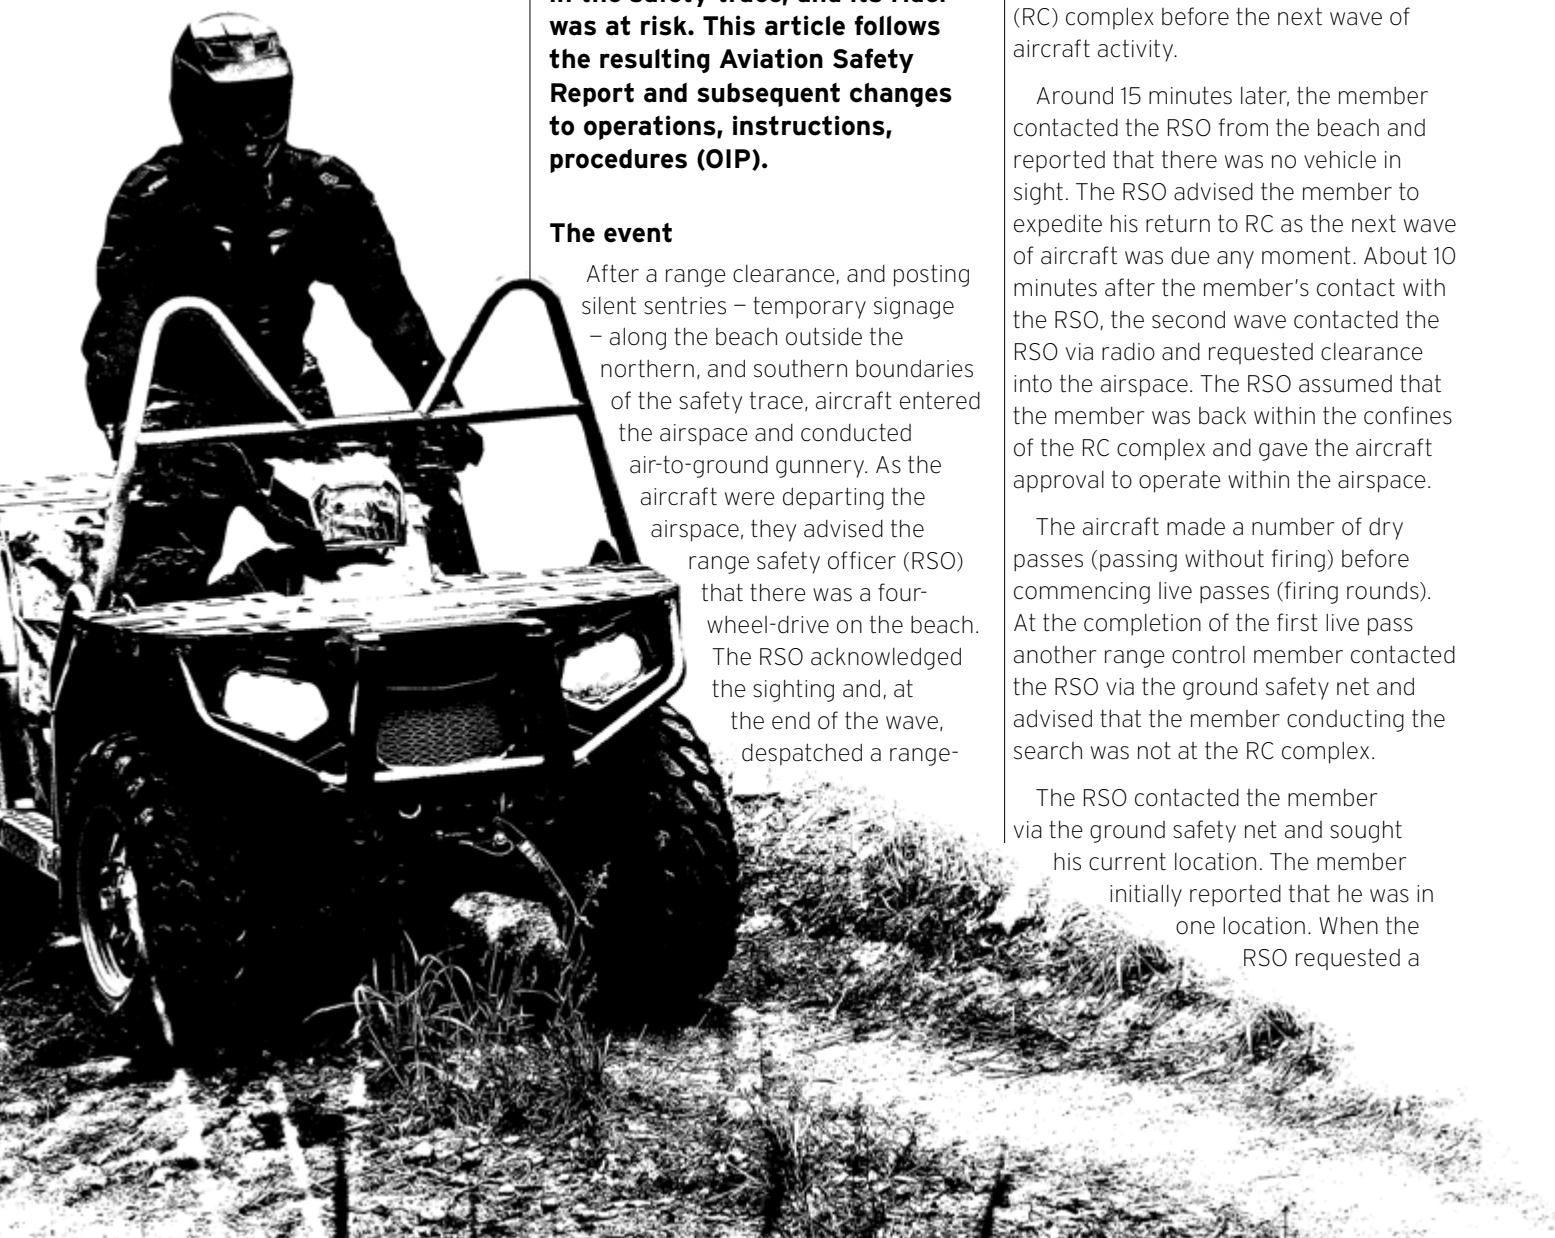 was at risk. This article follows
the resulting Aviation Safety
Report and subsequent changes
to operations, instructions,
procedures (OIP).
The event
After a range clearance, and posting
silent sentries – temporary signage
– along the beach outside the
northern, and southern boundaries
of the safety trace, aircraft entered
the airspace and conducted
air-to-ground gunnery. As the
aircraft were departing the
airspace, they advised the
range safety officer (RSO)
that there was a four-
wheel-drive on the beach.
The RSO acknowledged
the sighting and, at
the end of the wave,
despatched a range-
(RC) complex before the next wave of
aircraft activity.
Around 15 minutes later, the member
contacted the RSO from the beach and
reported that there was no vehicle in
sight. The RSO advised the member to
expedite his return to RC as the next wave
of aircraft was due any moment. About 10
minutes after the member’s contact with
the RSO, the second wave contacted the
RSO via radio and requested clearance
into the airspace. The RSO assumed that
the member was back within the confines
of the RC complex and gave the aircraft
approval to operate within the airspace.
The aircraft made a number of dry
passes (passing without firing) before
commencing live passes (firing rounds).
At the completion of the first live pass
another range control member contacted
the RSO via the ground safety net and
advised that the member conducting the
search was not at the RC complex.
The RSO contacted the member
via the ground safety net and sought
his current location. The member
initially reported that he was in
one location. When the
RSO requested a